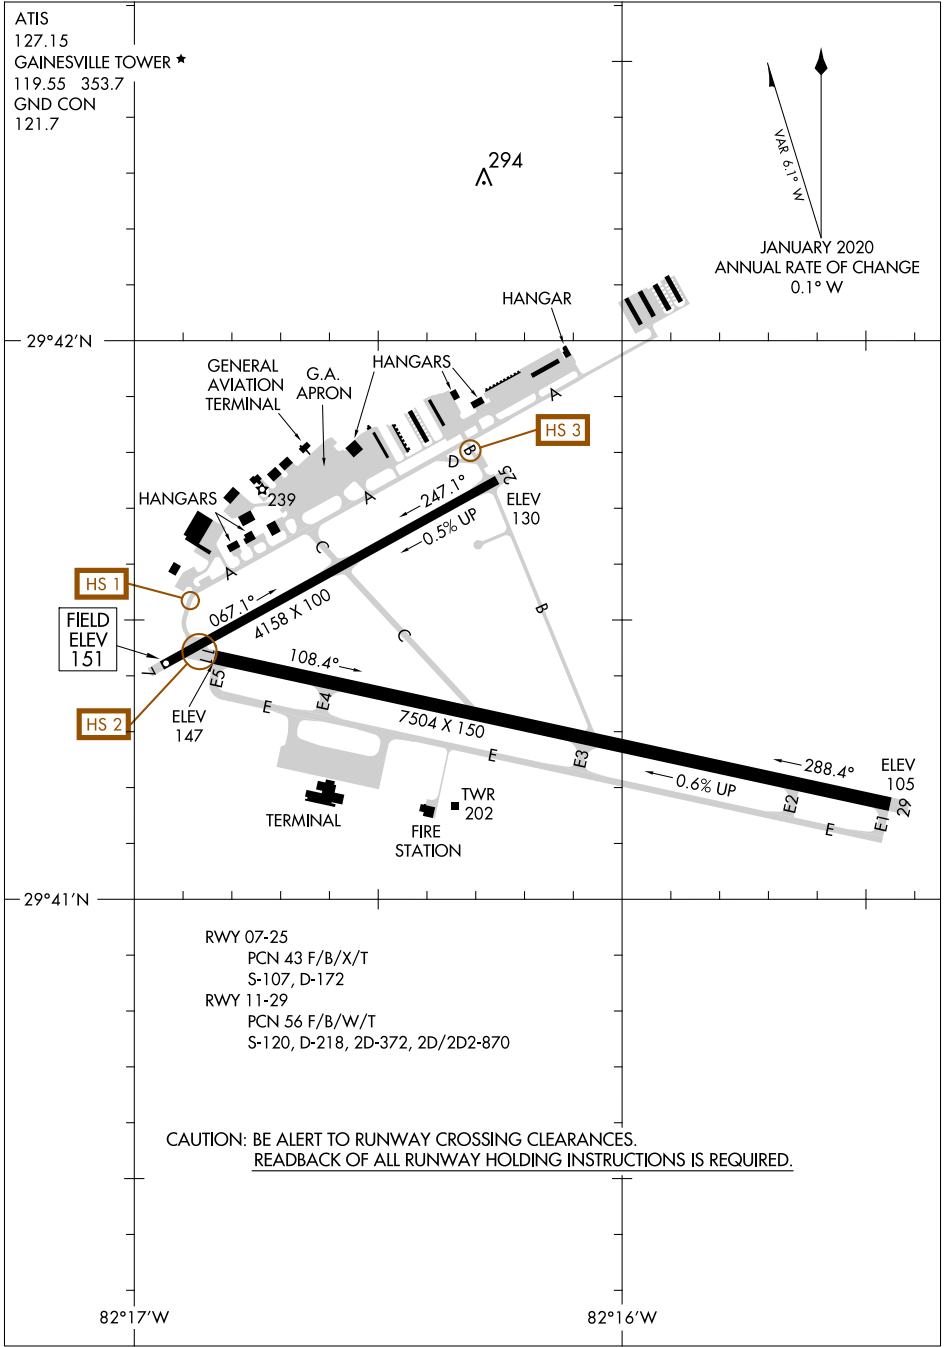 ATIS
127.15
GAINESVILLE TOWER ★
119.55 353.7
GND CON
121.7
294
VAR 6.1° W
JANUARY 2020
ANNUAL RATE OF CHANGE
0.1° W
HANGAR
29°42'N
GENERAL
AVIATION
TERMINAL
G.A.
APRON
HANGARS
A
HS 3
B
D
25
ELEV
130
247.1°
0.5% UP
239
HANGARS
A
C
A
HS 1
067.1°
4158 X 100
B
FIELD
ELEV
151
C
108.4°
11
E5
E4
E
HS 2
ELEV
147
7504 X 150
E
E3
288.4°
ELEV
105
0.6% UP
E2
29
E1
E
TERMINAL
TWR
202
FIRE
STATION
29°41'N
RWY 07-25
PCN 43 F/B/X/T
S-107, D-172
RWY 11-29
PCN 56 F/B/W/T
S-120, D-218, 2D-372, 2D/2D2-870
CAUTION: BE ALERT TO RUNWAY CROSSING CLEARANCES.
READBACK OF ALL RUNWAY HOLDING INSTRUCTIONS IS REQUIRED.
82°17'W
82°16'W